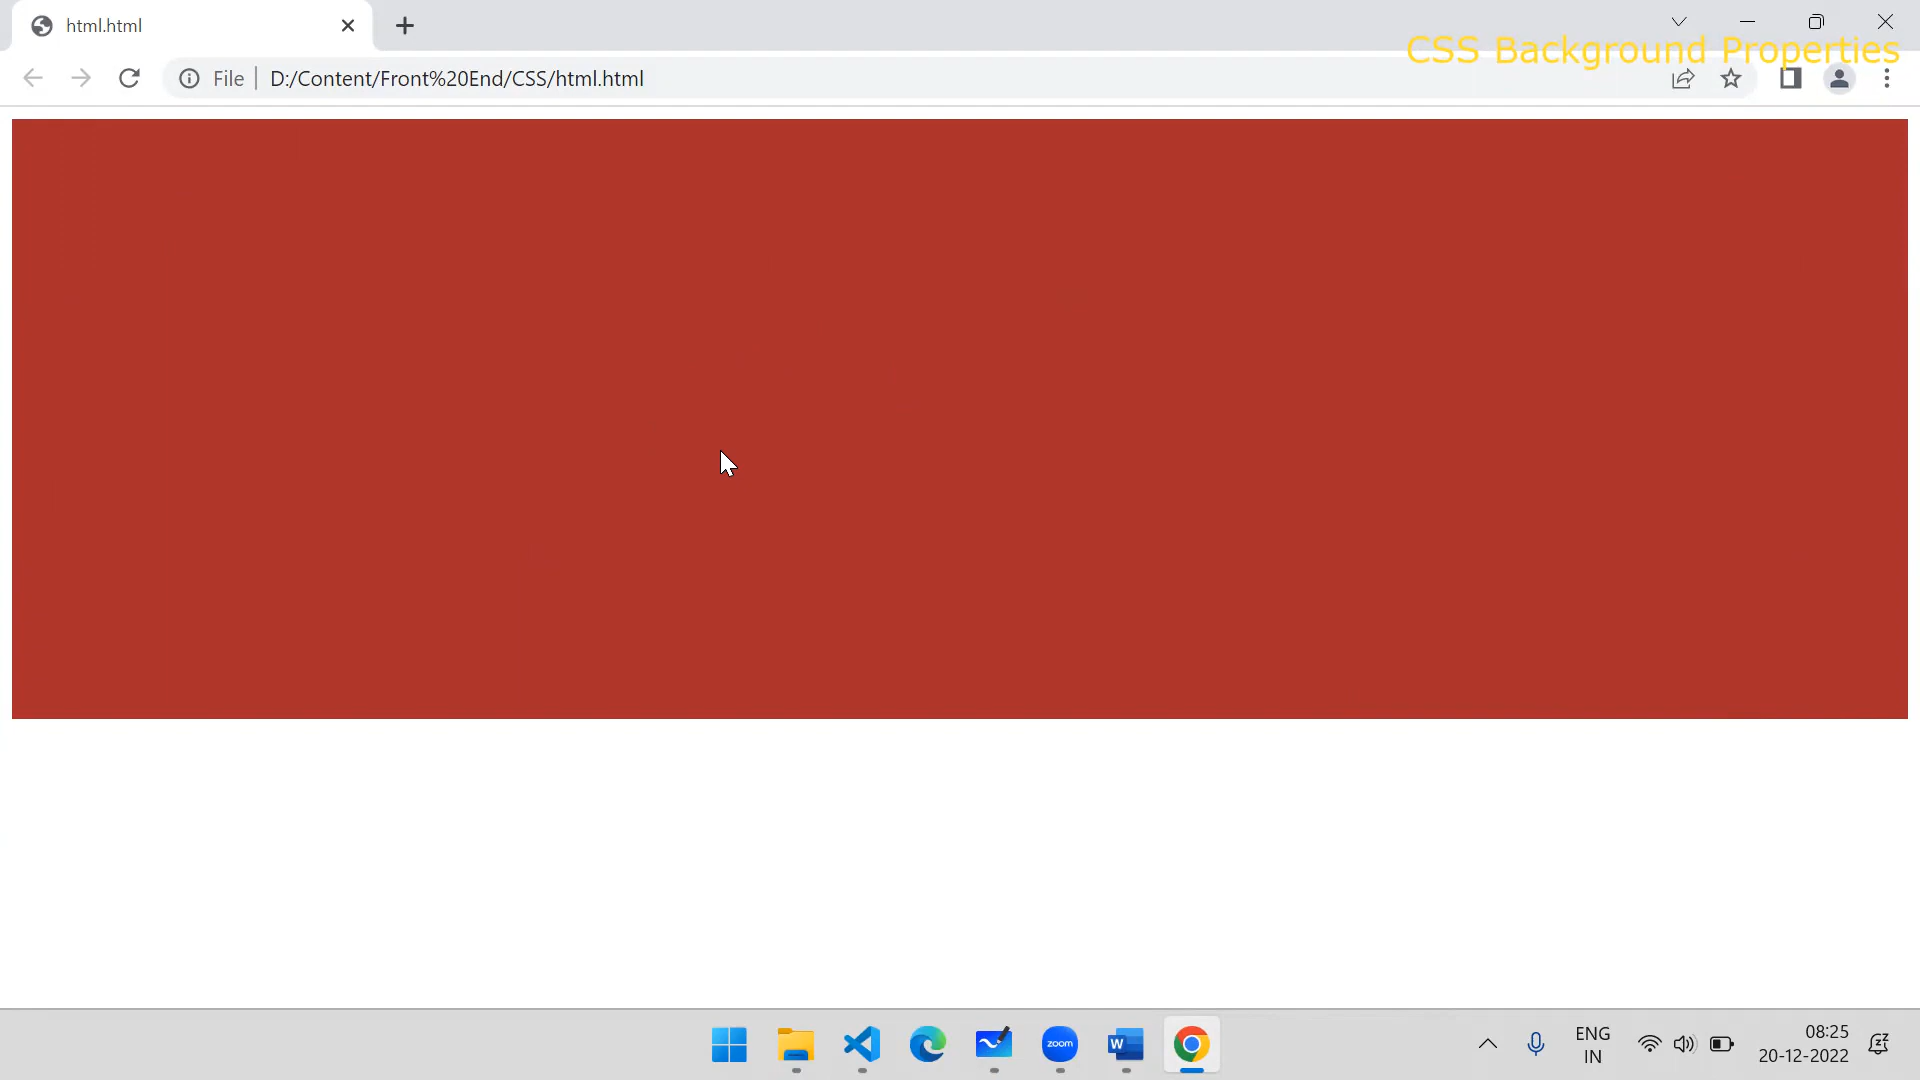 html.html
CSS Background Properties
File
D:/Content/Front%20End/CSS/html.html
zoom
W
ENG
IN
08:25
20-12-2022